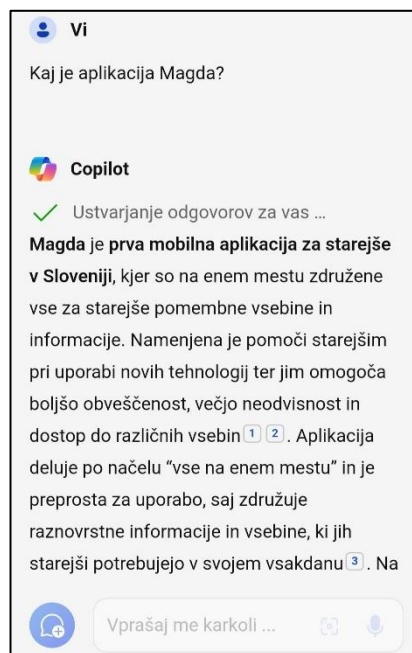 Vi
Kaj je aplikacija Magda?
Copilot
Ustvarjanje odgovorov za vas ...
Magda je prva mobilna aplikacija za starejše
v Sloveniji, kjer so na enem mestu združene
vse za starejše pomembne vsebine in
informacije. Namenjena je pomoči starejšim
pri uporabi novih tehnologij ter jim omogoča
boljšo obveščenost, večjo neodvisnost in
dostop do različnih vsebin 1 2 . Aplikacija
deluje po načelu “vse na enem mestu” in je
preprosta za uporabo, saj združuje
raznovrstne informacije in vsebine, ki jih
starejši potrebujejo v svojem vsakdanu 3 . Na
Vprašaj me karkoli ...